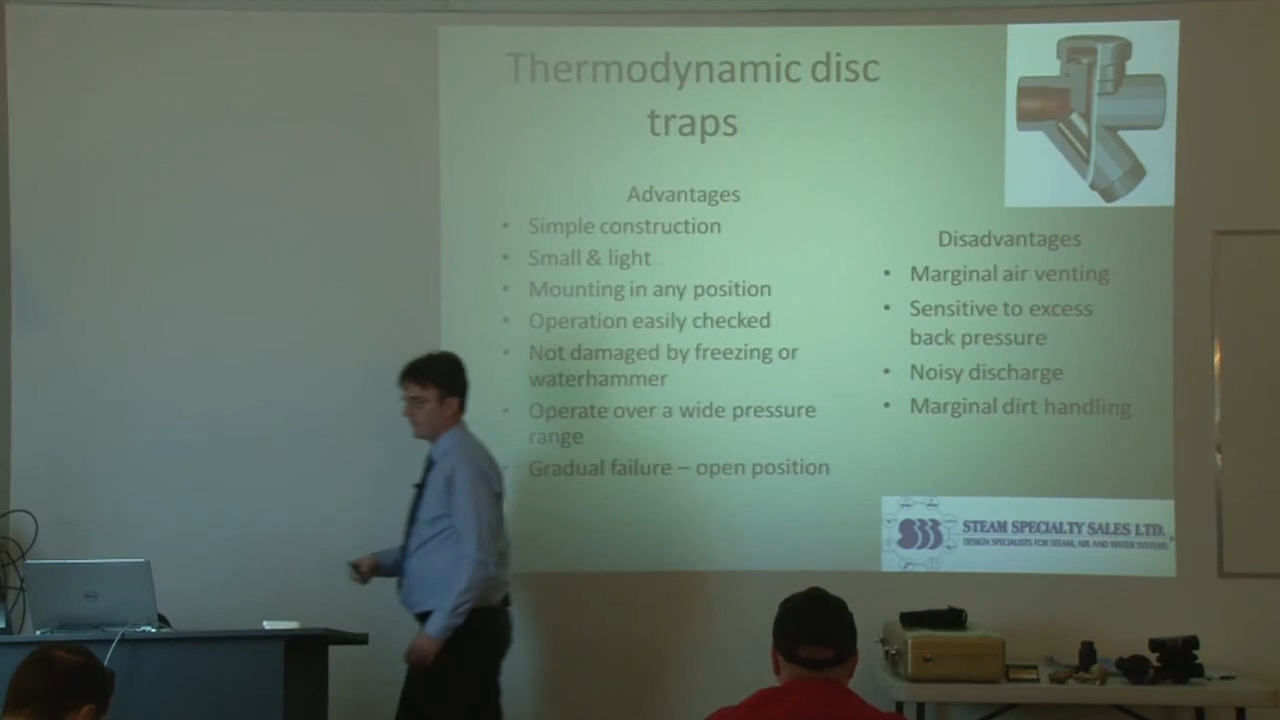 Thermodynamic disc
traps
Advantages
• Simple construction
• Small & light
• Mounting in any position
• Operation easily checked
• Not damaged by freezing or
waterhammer
• Operate over a wide pressure
range
• Gradual failure – open position
Disadvantages
• Marginal air venting
• Sensitive to excess
back pressure
• Noisy discharge
• Marginal dirt handling
STEAM SPECIALTY SALES LTD.
DESIGN SPECIALISTS FOR STEAM, AIR AND WATER SYSTEMS